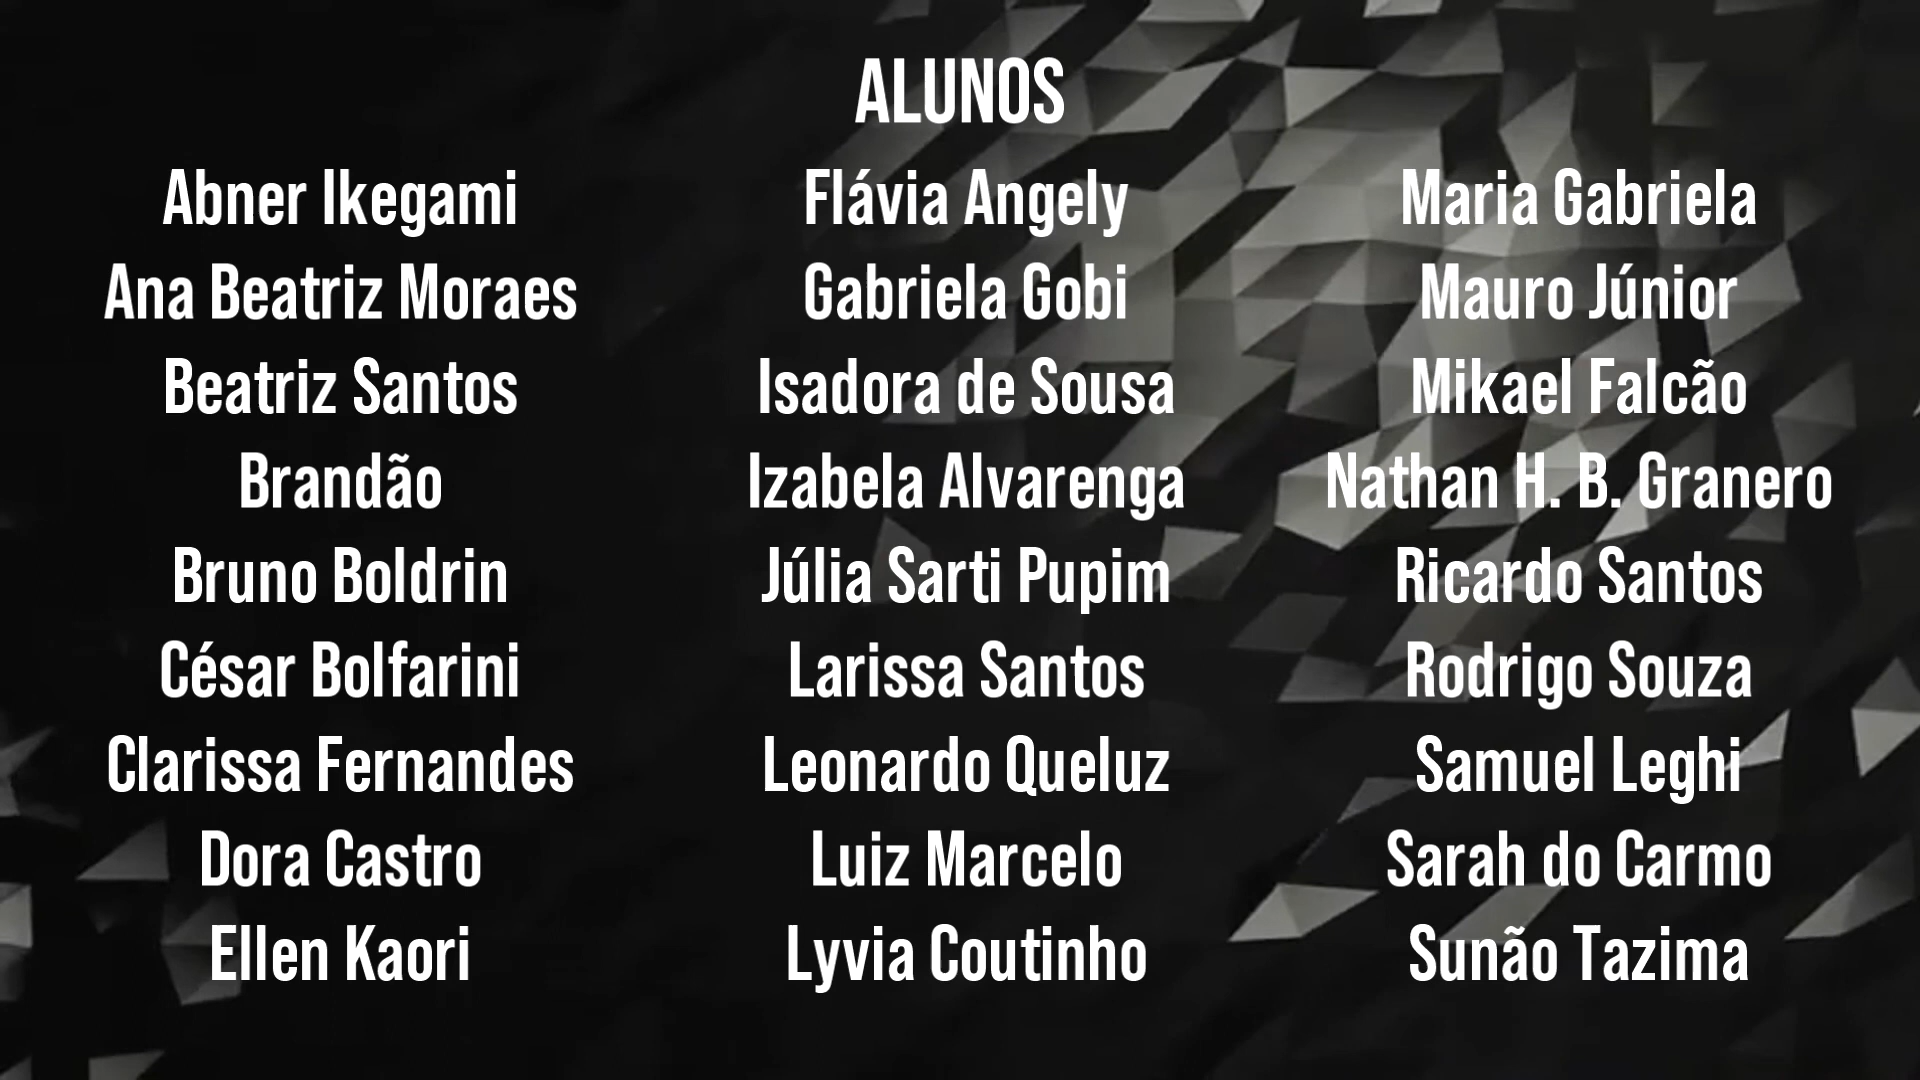 ALUNOS
Abner Ikegami
Ana Beatriz Moraes
Beatriz Santos
Brandão
Bruno Boldrin
César Bolfarini
Clarissa Fernandes
Dora Castro
Ellen Kaori
Flávia Angely
Gabriela Gobi
Isadora de Sousa
Izabela Alvarenga
Júlia Sarti Pupim
Larissa Santos
Leonardo Queluz
Luiz Marcelo
Lyvia Coutinho
Maria Gabriela
Mauro Júnior
Mikael Falcão
Nathan H. B. Granero
Ricardo Santos
Rodrigo Souza
Samuel Leghi
Sarah do Carmo
Sunão Tazima